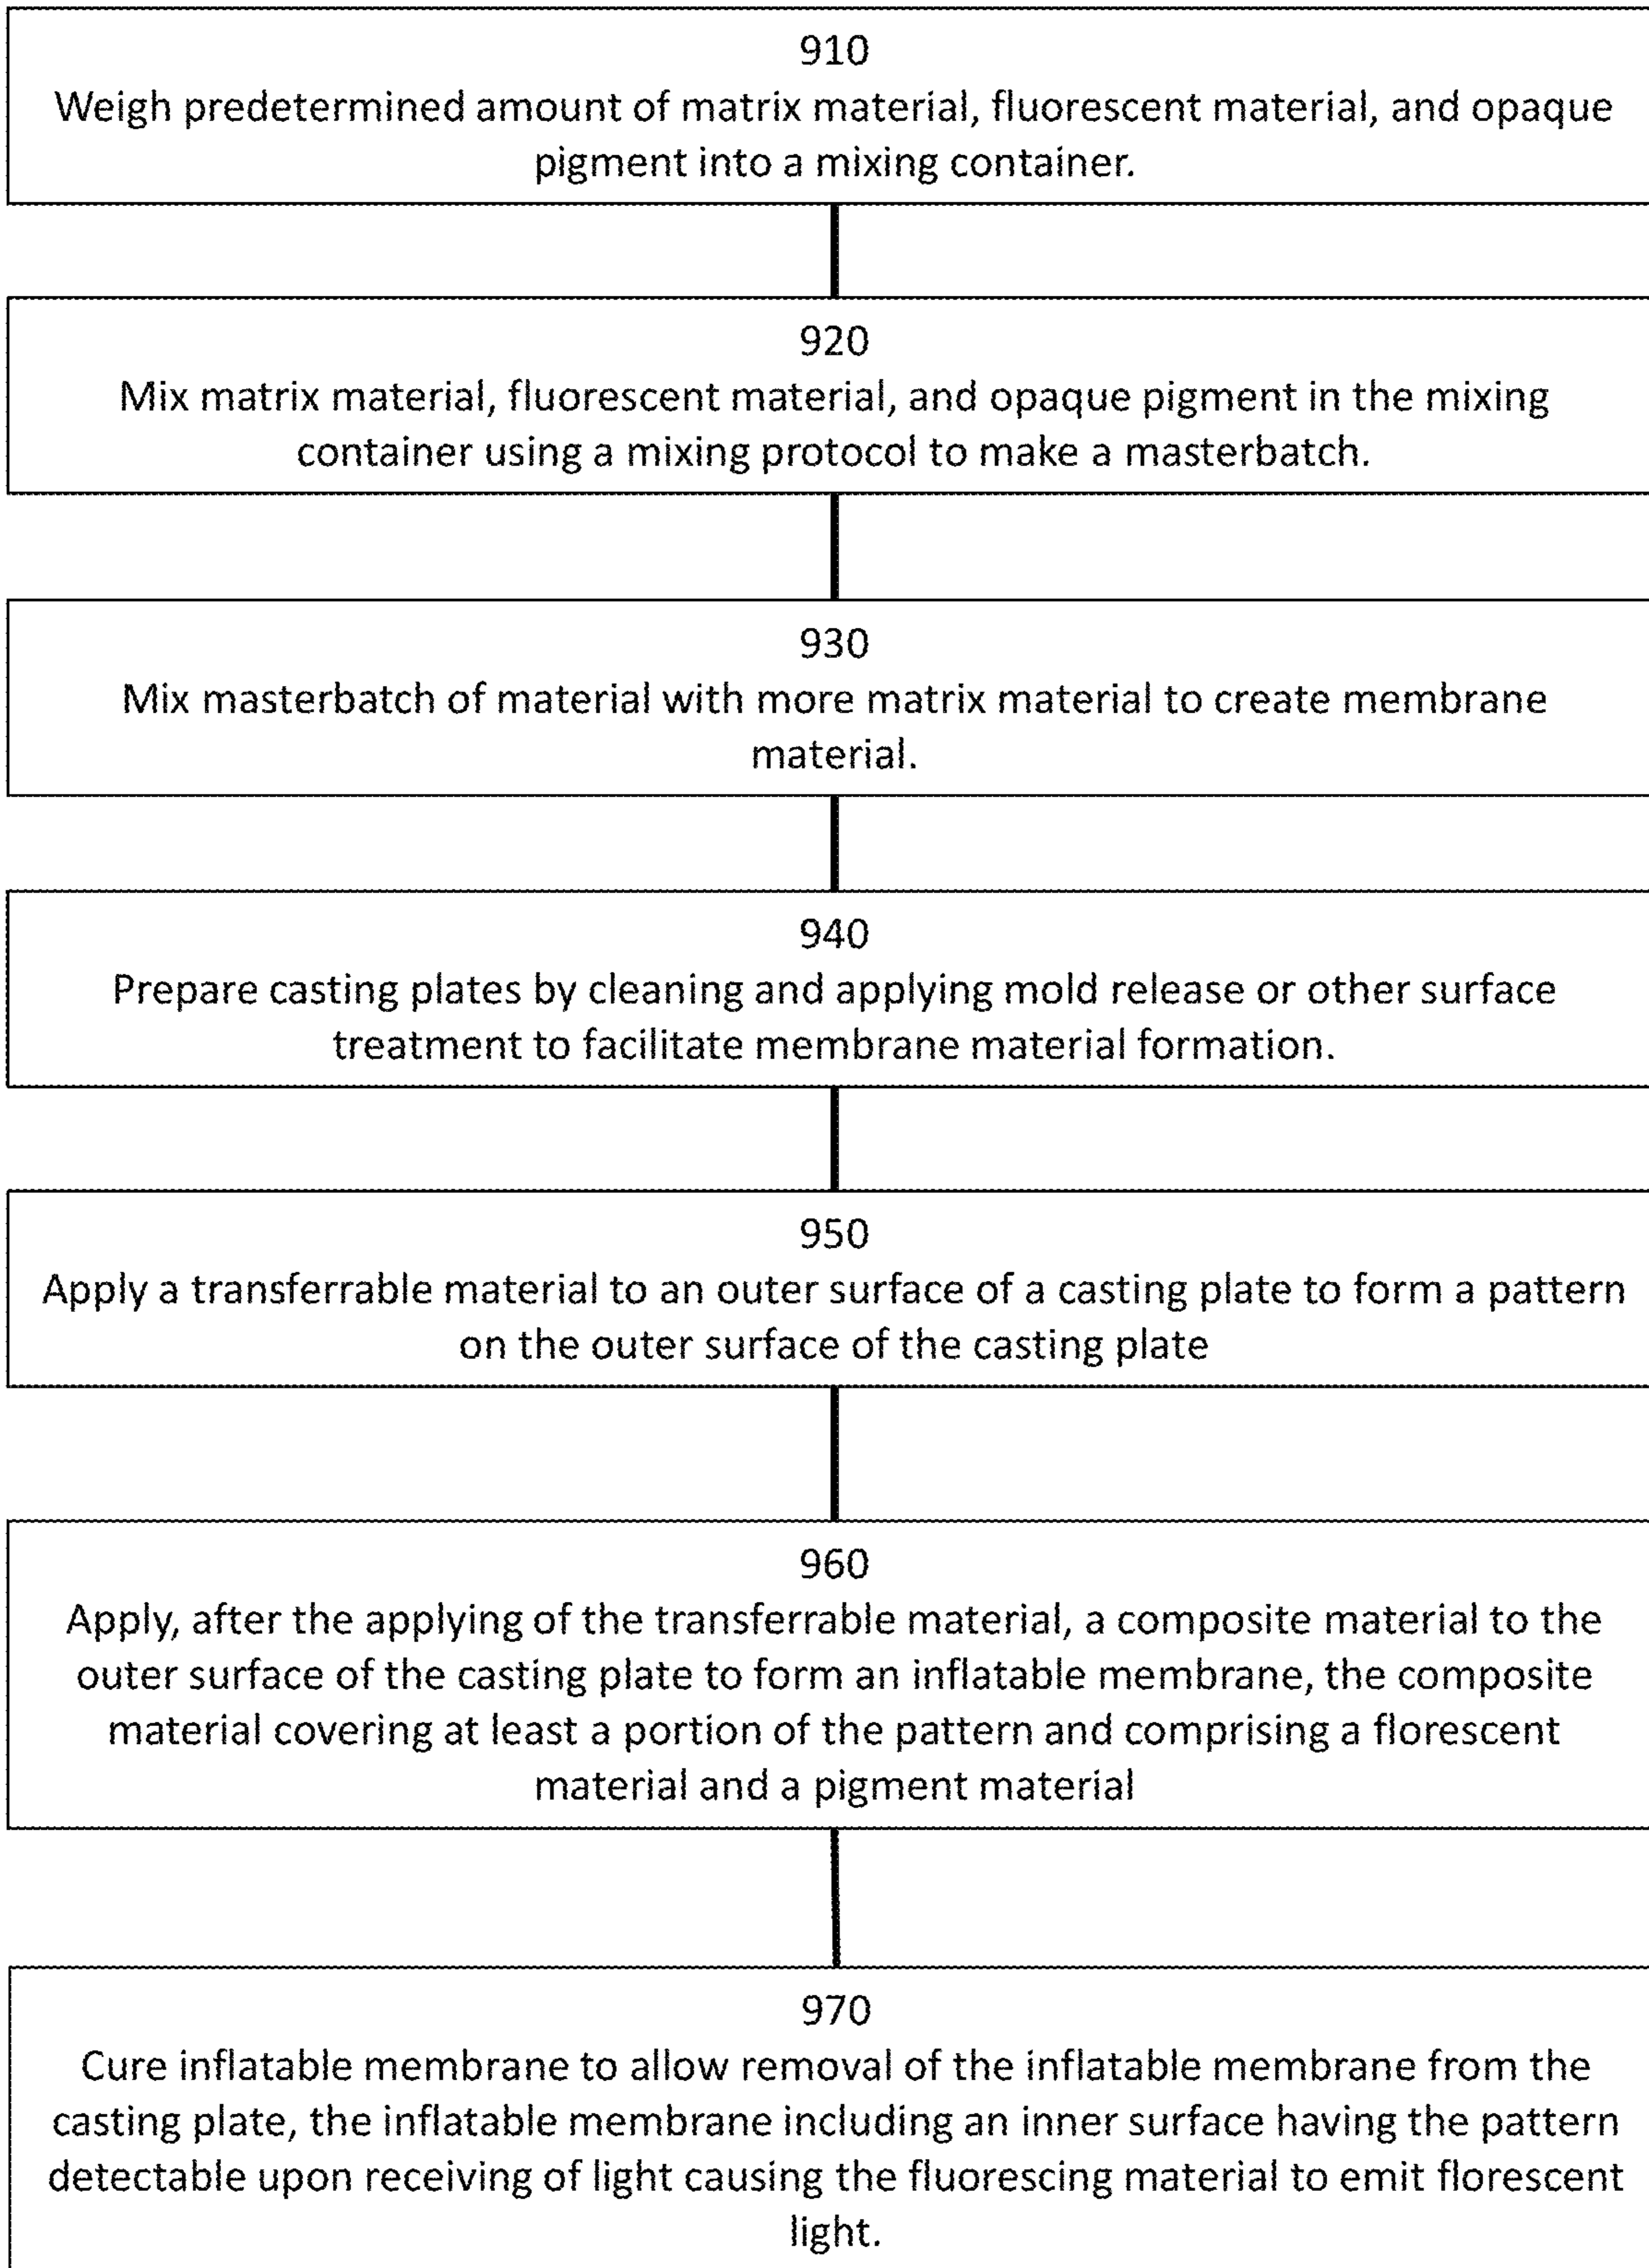 910
Weigh predetermined amount of matrix material, fluorescent material, and opaque
pigment into a mixing container.
920
Mix matrix material, fluorescent material, and opaque pigment in the mixing
container using a mixing protocol to make a masterbatch.
930
Mix masterbatch of material with more matrix material to create membrane
material.
940
Prepare casting plates by cleaning and applying mold release or other surface
treatment to facilitate membrane material formation.
950
Apply a transferrable material to an outer surface of a casting plate to form a pattern
on the outer surface of the casting plate
960
Apply, after the applying of the transferrable material, a composite material to the
outer surface of the casting plate to form an inflatable membrane, the composite
material covering at least a portion of the pattern and comprising a florescent
material and a pigment material
970
Cure inflatable membrane to allow removal of the inflatable membrane from the
casting plate, the inflatable membrane including an inner surface having the pattern
detectable upon receiving of light causing the fluorescing material to emit florescent
light.